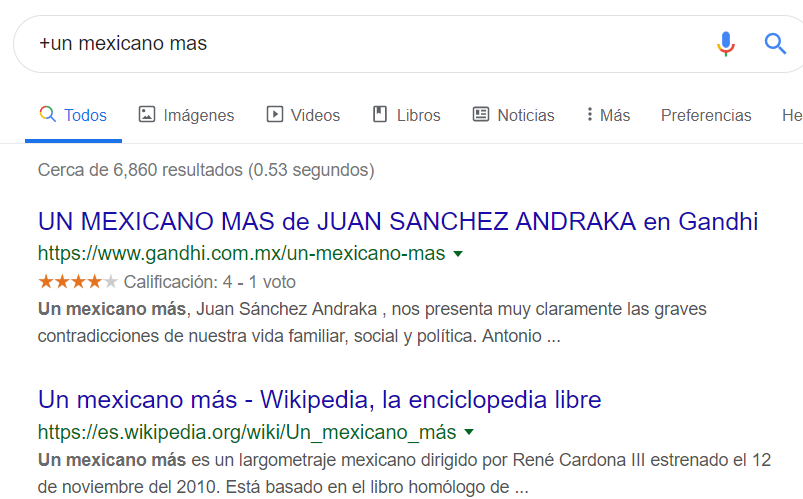 +un mexicano mas
Todos Imágenes Videos Libros Noticias Más Preferencias He
Cerca de 6,860 resultados (0.53 segundos)
UN MEXICANO MAS de JUAN SANCHEZ ANDRAKA en Gandhi
https://www.gandhi.com.mx/un-mexicano-mas
Calificación: 4 - 1 voto
Un mexicano más, Juan Sánchez Andraka , nos presenta muy claramente las graves
contradicciones de nuestra vida familiar, social y política. Antonio ...
Un mexicano más - Wikipedia, la enciclopedia libre
https://es.wikipedia.org/wiki/Un_mexicano_más
Un mexicano más es un largometraje mexicano dirigido por René Cardona III estrenado el 12
de noviembre del 2010. Está basado en el libro homólogo de ...